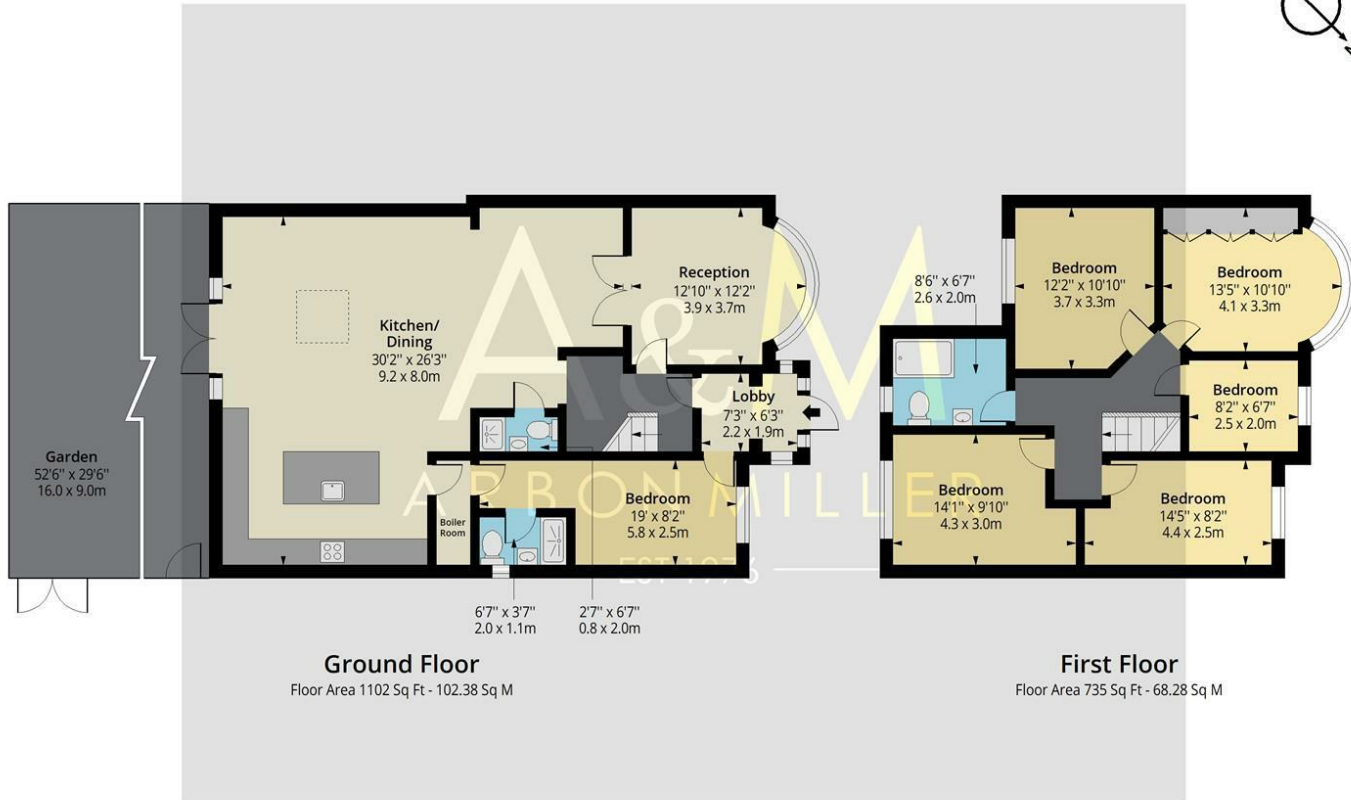 N
A&M
ARBON MILLER
EST 1976
Garden
52'6" x 29'6"
16.0 x 9.0m
Kitchen/
Dining
30'2" x 26'3"
9.2 x 8.0m
Reception
12'10" x 12'2"
3.9 x 3.7m
Lobby
7'3" x 6'3"
2.2 x 1.9m
Bedroom
19' x 8'2"
5.8 x 2.5m
Boiler
Room
6'7" x 3'7"
2.0 x 1.1m
2'7" x 6'7"
0.8 x 2.0m
Ground Floor
Floor Area 1102 Sq Ft - 102.38 Sq M
8'6" x 6'7"
2.6 x 2.0m
Bedroom
12'2" x 10'10"
3.7 x 3.3m
Bedroom
13'5" x 10'10"
4.1 x 3.3m
Bedroom
8'2" x 6'7"
2.5 x 2.0m
Bedroom
14'1" x 9'10"
4.3 x 3.0m
Bedroom
14'5" x 8'2"
4.4 x 2.5m
First Floor
Floor Area 735 Sq Ft - 68.28 Sq M